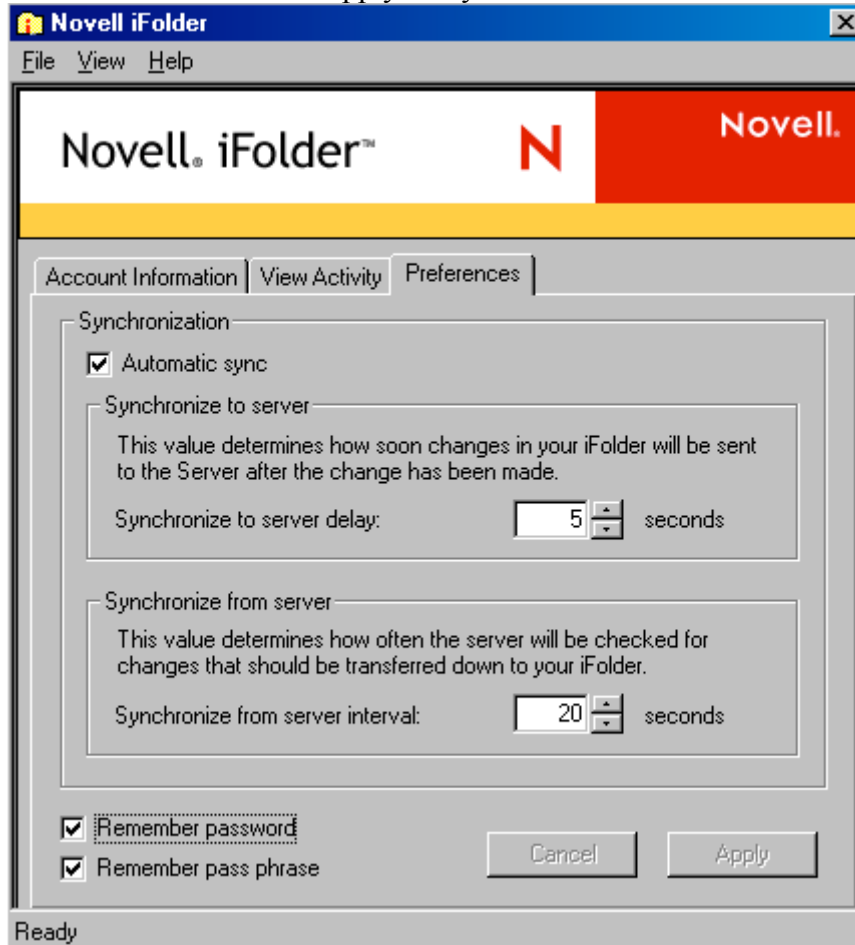 Novell iFolder
File View Help
Novell® iFolder™
N
Novell®
Account Information View Activity Preferences
Synchronization
Automatic sync
Synchronize to server
This value determines how soon changes in your iFolder will be sent
to the Server after the change has been made.
Synchronize to server delay: 5 seconds
Synchronize from server
This value determines how often the server will be checked for
changes that should be transferred down to your iFolder.
Synchronize from server interval: 20 seconds
Remember password
Remember pass phrase
Cancel Apply
Ready